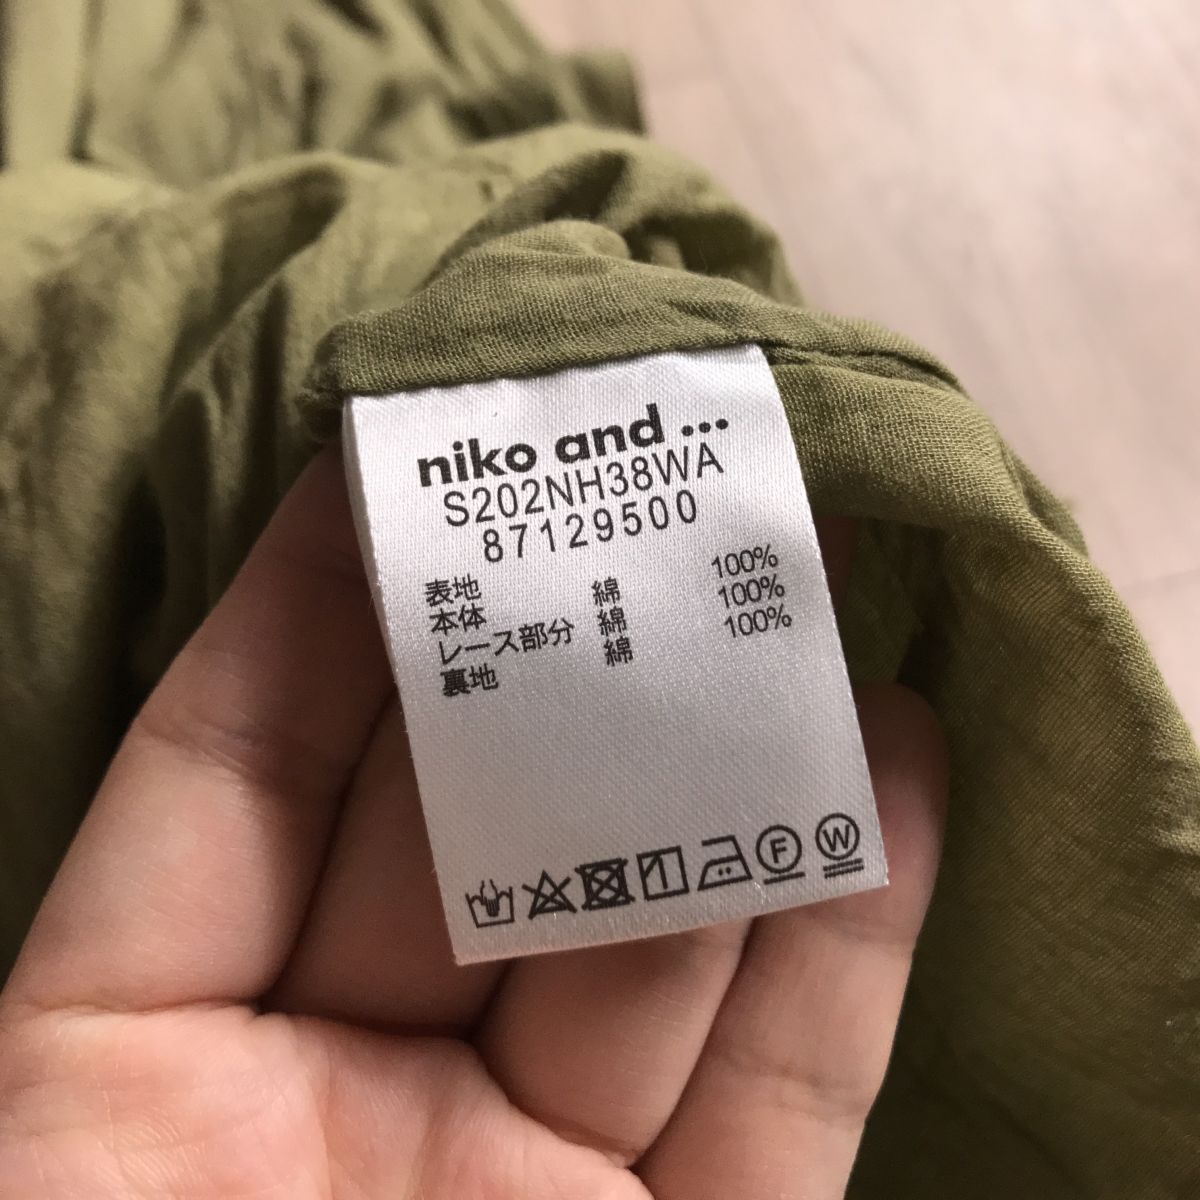 niko and ...
S202NH38WA
87129500
表地
本体 綿 100%
レース部分 綿 100%
裏地 綿 100%
F
W